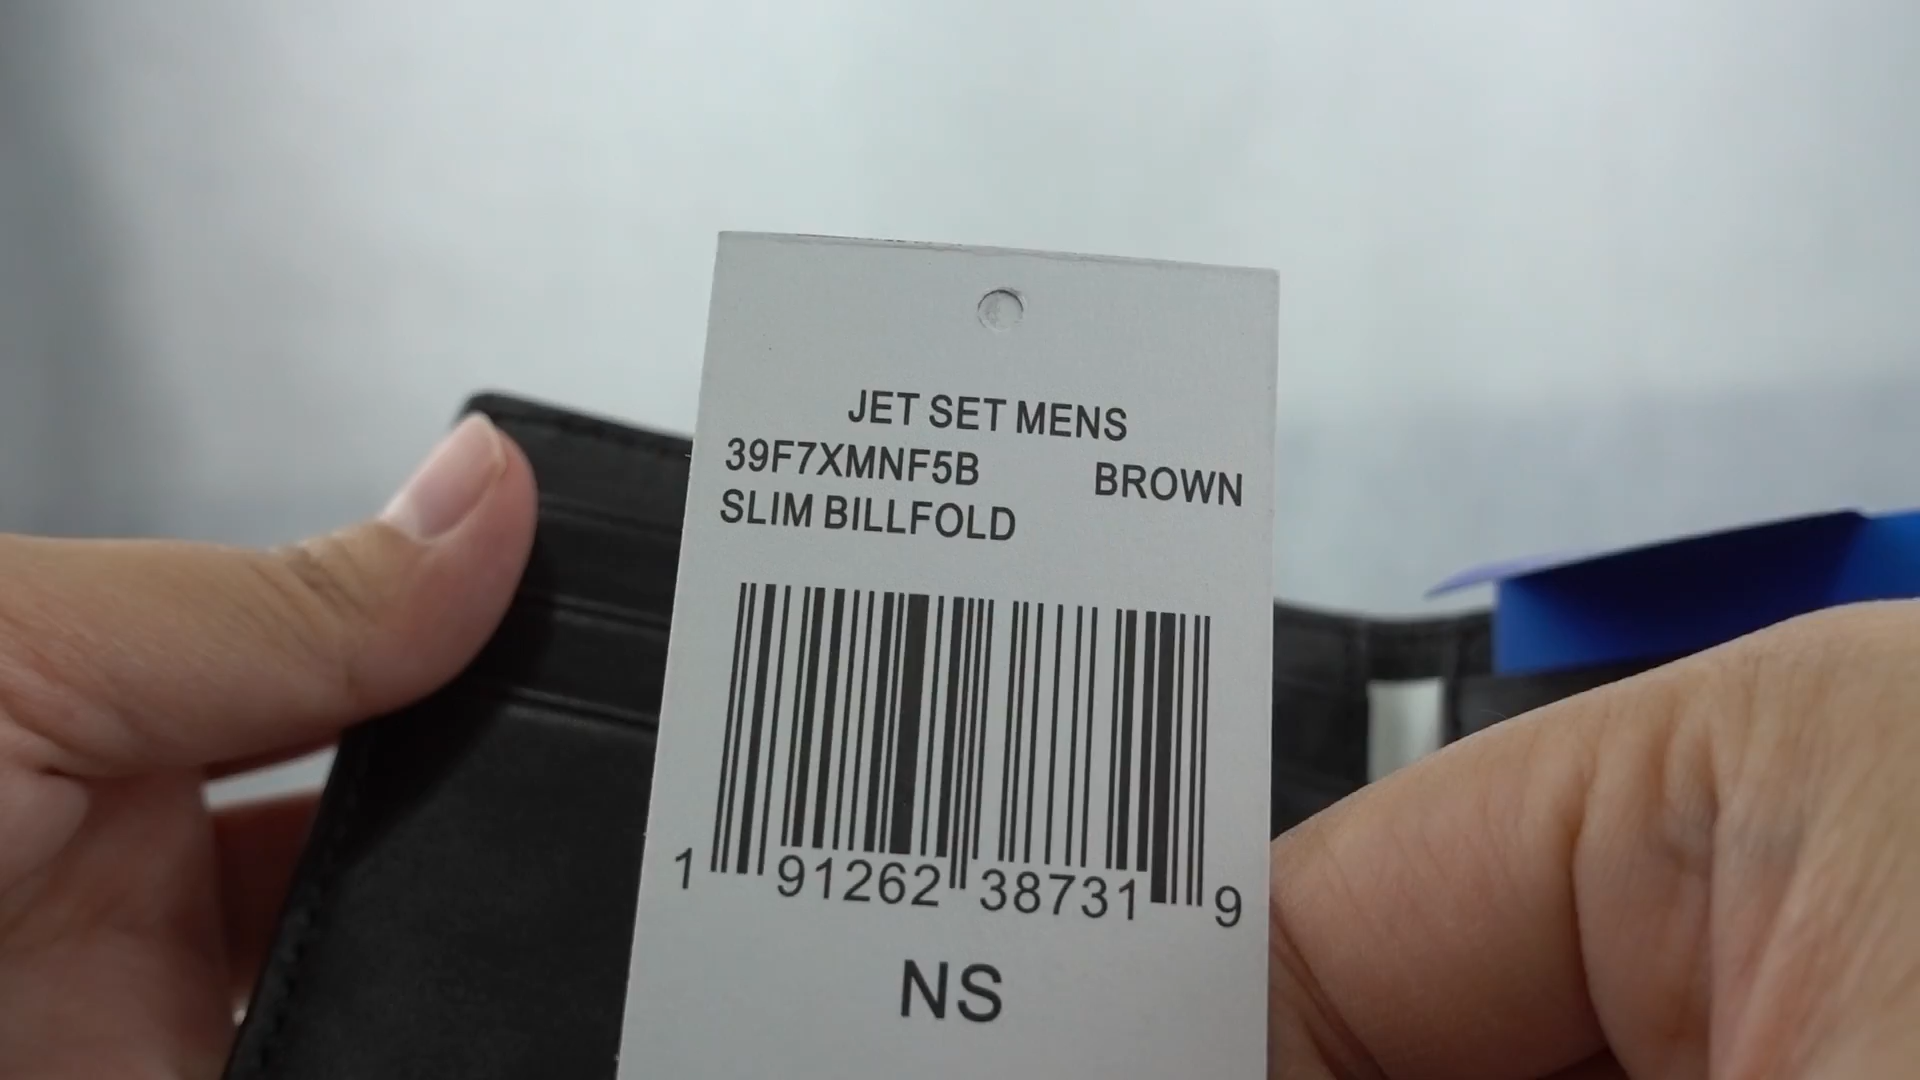 JET SET MENS
39F7XMNF5B BROWN
SLIM BILLFOLD
1 91262 38731 9
NS